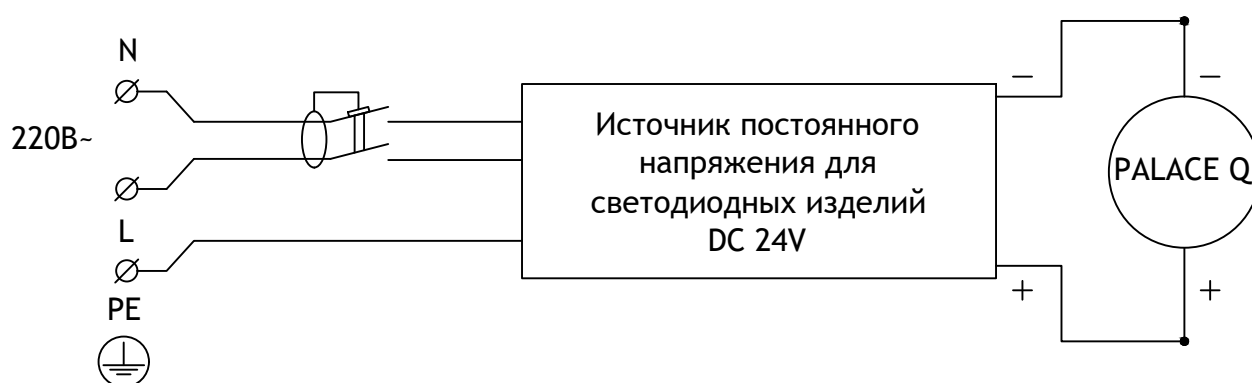 N
220В~
L
PE
Источник постоянного
напряжения для
светодиодных изделий
DC 24V
−
+
−
PALACE Q
+